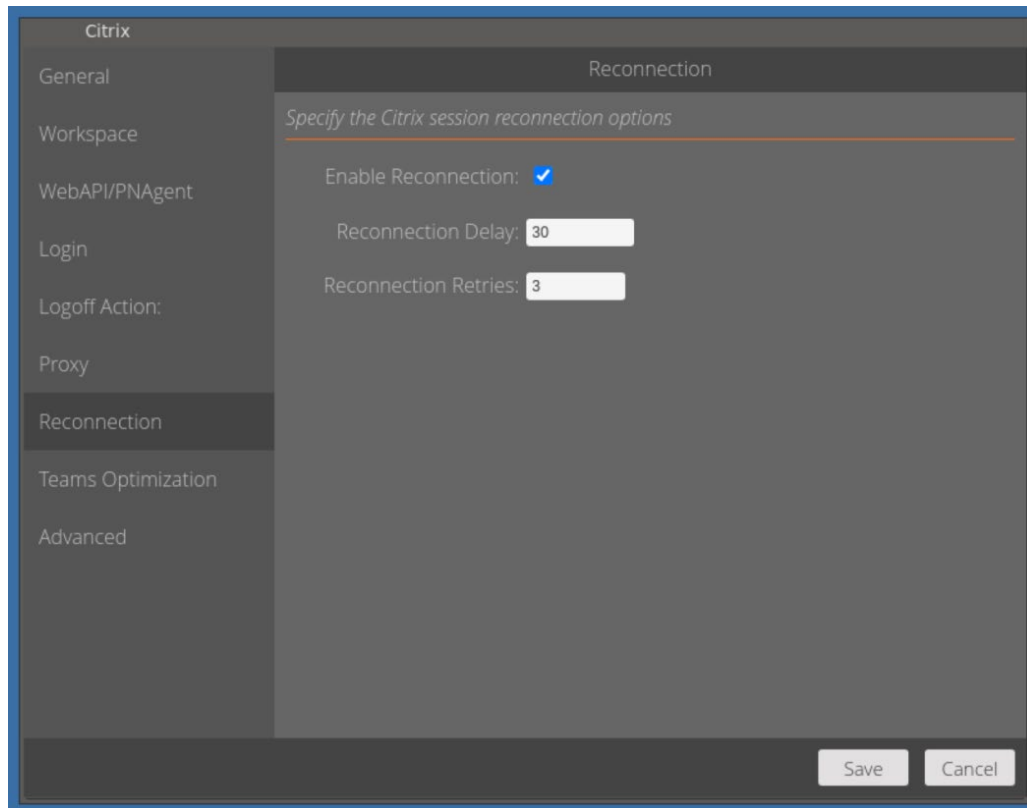 Citrix
General
Workspace
WebAPI/PNAgent
Login
Logoff Action:
Proxy
Reconnection
Teams Optimization
Advanced
Reconnection
Specify the Citrix session reconnection options
Enable Reconnection:
Reconnection Delay: 30
Reconnection Retries: 3
Save Cancel